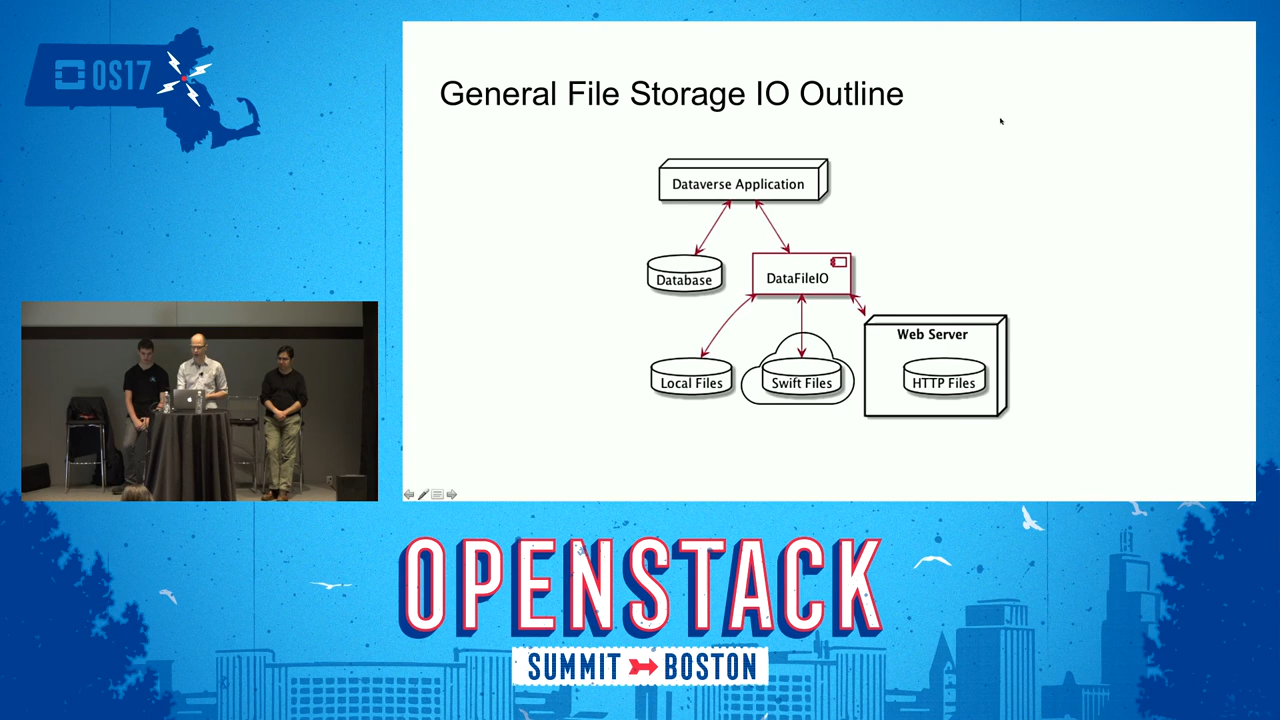 OS17
General File Storage IO Outline
Dataverse Application
Database
DataFileIO
Web Server
Local Files
Swift Files
HTTP Files
OPENSTACK
SUMMIT BOSTON